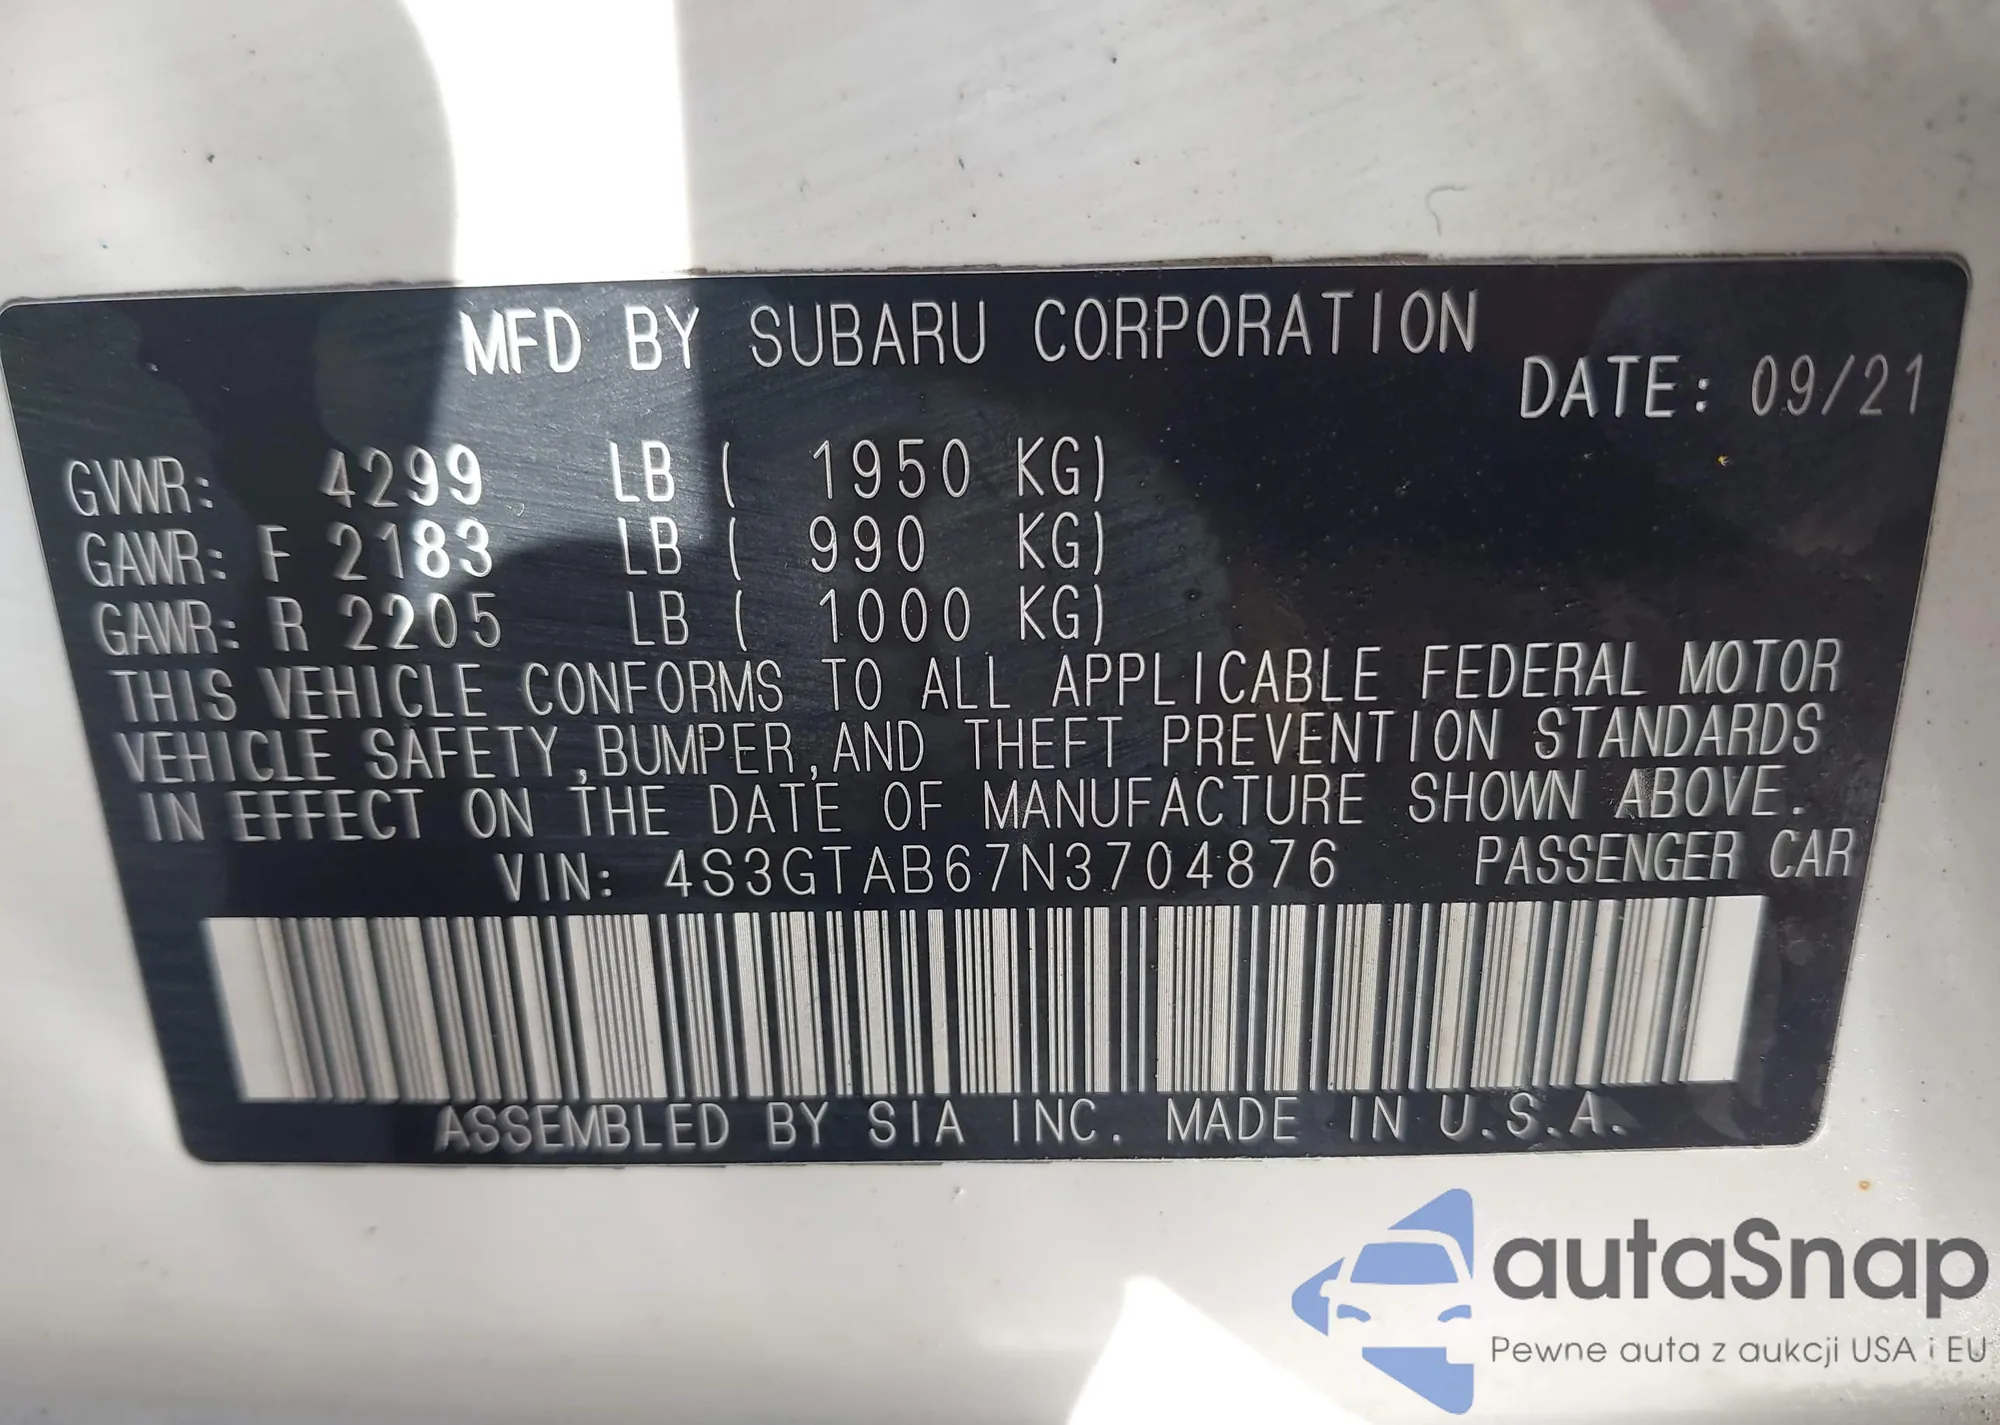 MFD BY SUBARU CORPORATION
DATE: 09/21
GVWR: 4299 LB ( 1950 KG)
GAWR: F 2183 LB ( 990 KG)
GAWR: R 2205 LB ( 1000 KG)
THIS VEHICLE CONFORMS TO ALL APPLICABLE FEDERAL MOTOR
VEHICLE SAFETY,BUMPER,AND THEFT PREVENTION STANDARDS
IN EFFECT ON THE DATE OF MANUFACTURE SHOWN ABOVE.
VIN: 4S3GTAB67N3704876 PASSENGER CAR
ASSEMBLED BY SIA INC. MADE IN U.S.A.
autaSnap
Pewne auta z aukcji USA i EU